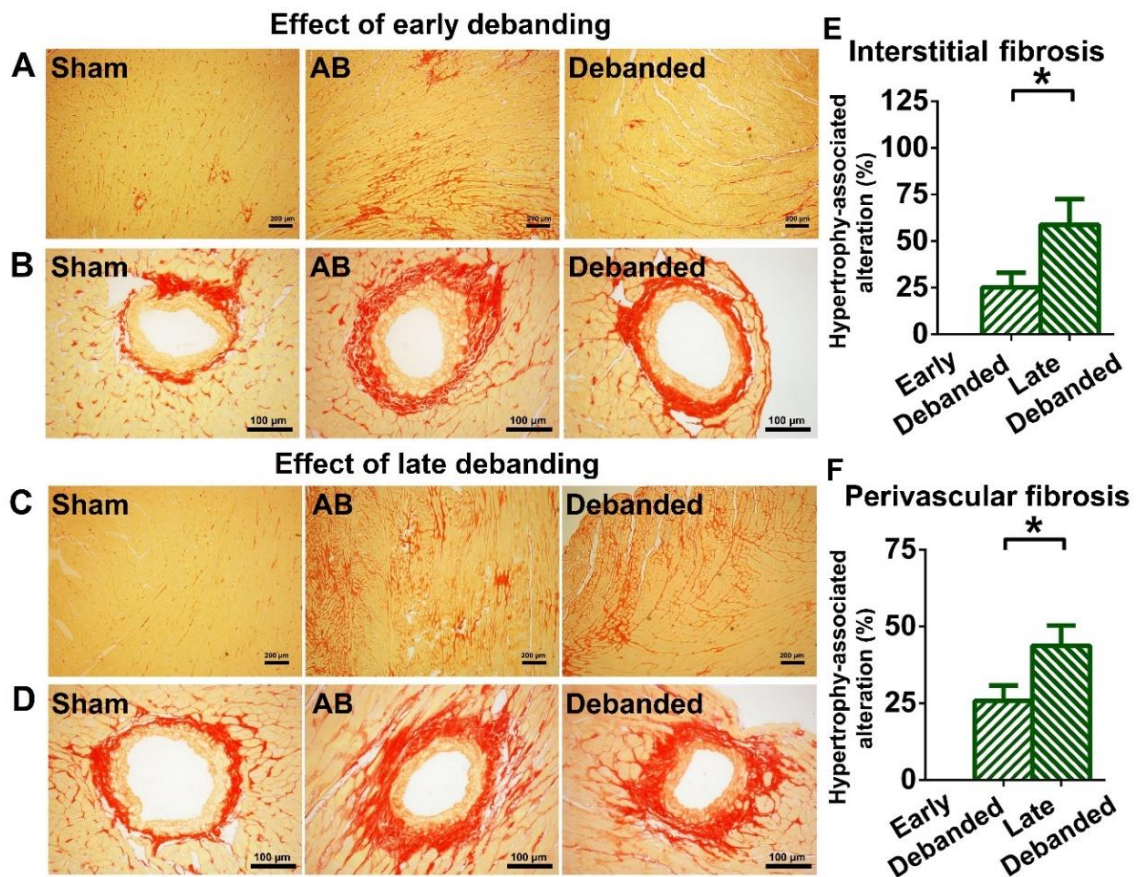 Effect of early debanding
A
Sham
AB
Debanded
200 µm
200 µm
200 µm
B
Sham
AB
Debanded
100 µm
100 µm
100 µm
Effect of late debanding
C
Sham
AB
Debanded
200 µm
200 µm
200 µm
D
Sham
AB
Debanded
100 µm
100 µm
100 µm
E
Interstitial fibrosis
*
Hypertrophy-associated
alteration (%)
125
100
75
50
25
0
Early
Debanded
Late
Debanded
F
Perivascular fibrosis
*
Hypertrophy-associated
alteration (%)
75
50
25
0
Early
Debanded
Late
Debanded